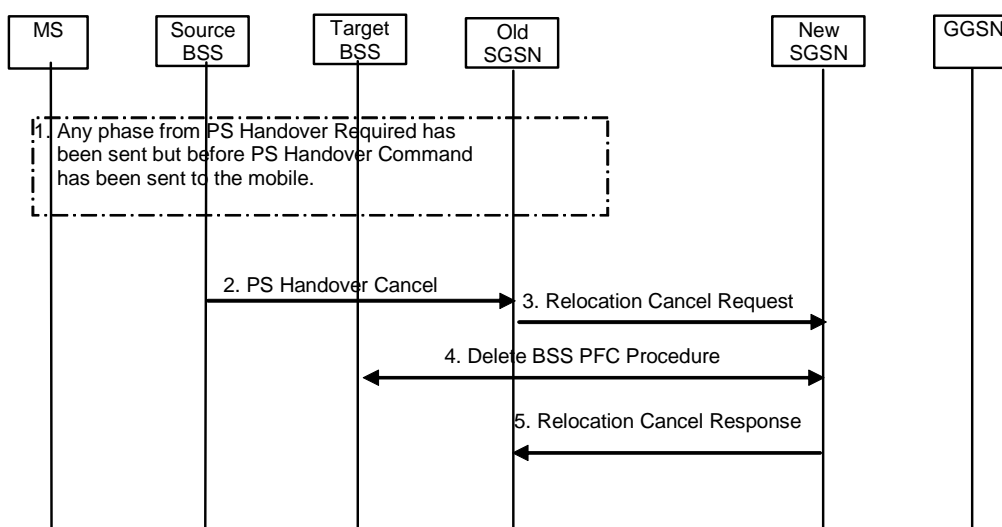 MS
Source
BSS
Target
BSS
Old
SGSN
New
SGSN
GGSN
1. Any phase from PS Handover Required has
been sent but before PS Handover Command
has been sent to the mobile.
2. PS Handover Cancel
3. Relocation Cancel Request
4. Delete BSS PFC Procedure
5. Relocation Cancel Response